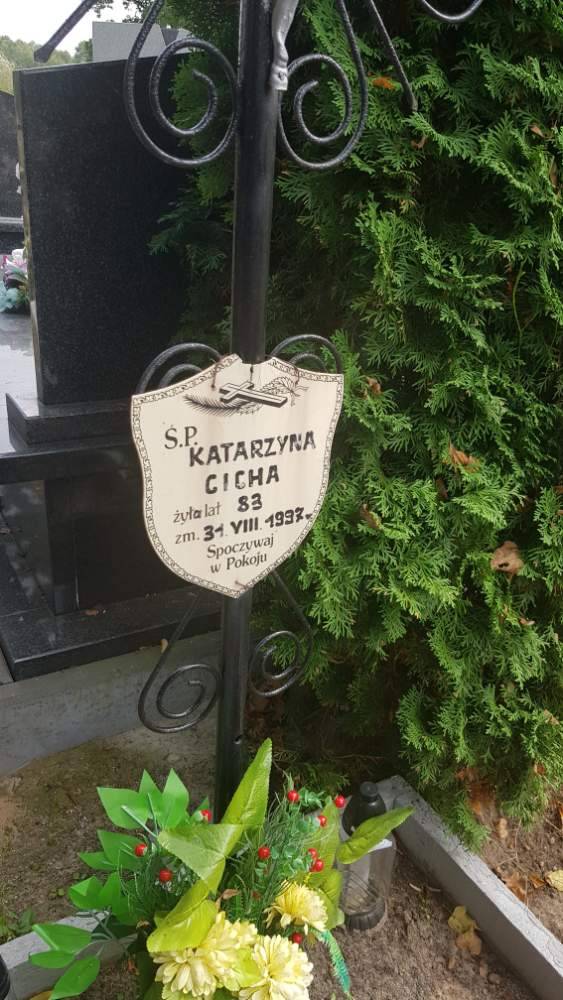 Ś.P.
KATARZYNA
CICHA
żyła lat 83
zm. 31. VIII. 1997.
Spoczywaj
w Pokoju